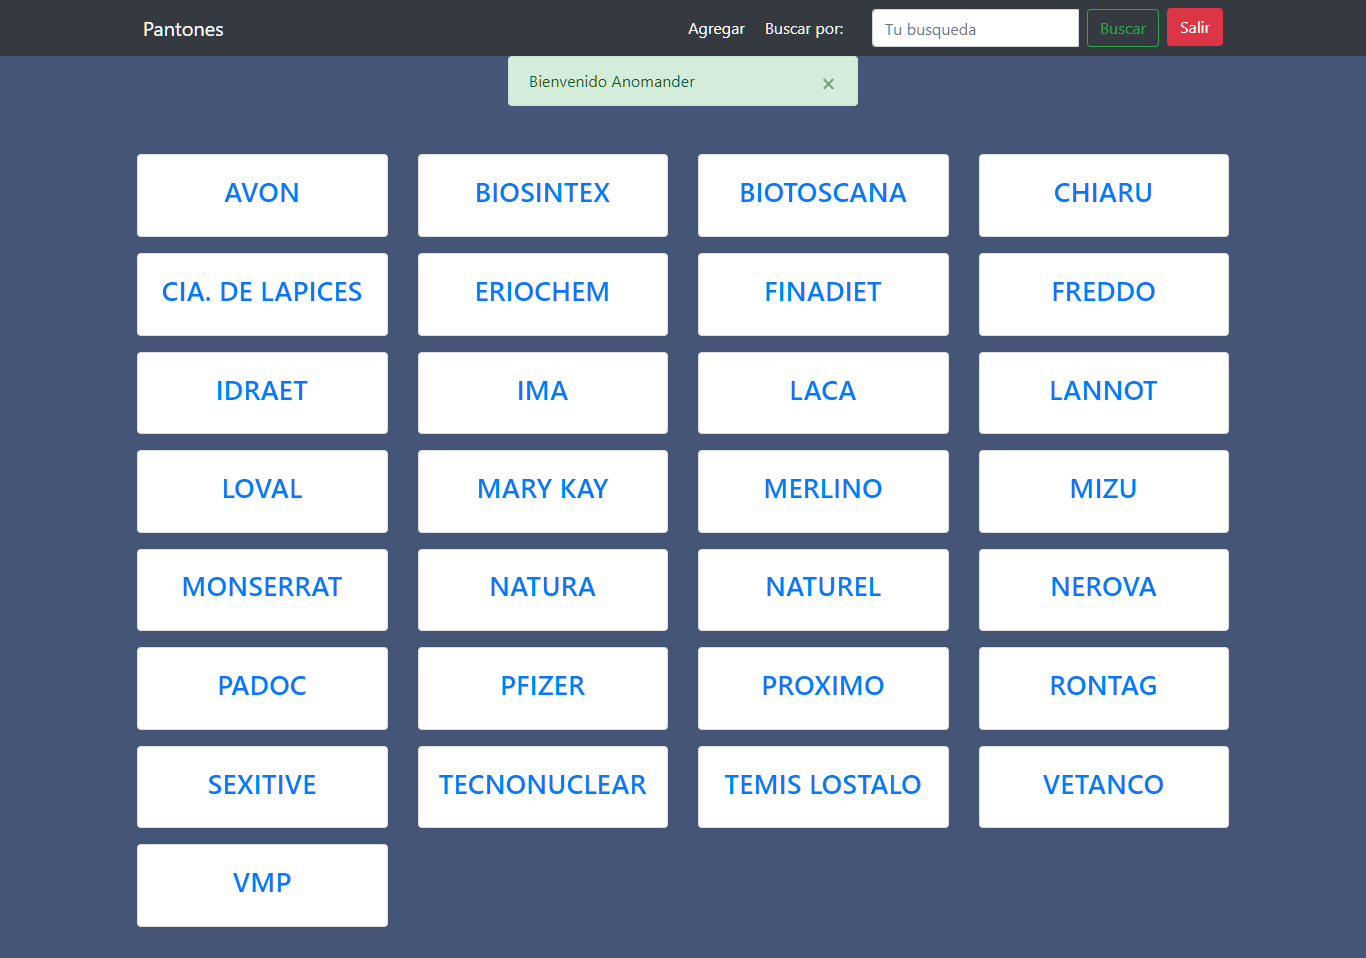 Pantones Agregar Buscar por: Tu busqueda Buscar Salir
Bienvenido Anomander ×
AVON BIOSINTEX BIOTOSCANA CHIARU
CIA. DE LAPICES ERIOCHEM FINADIET FREDDO
IDRAET IMA LACA LANNOT
LOVAL MARY KAY MERLINO MIZU
MONSERRAT NATURA NATUREL NEROVA
PADOC PFIZER PROXIMO RONTAG
SEXITIVE TECNONUCLEAR TEMIS LOSTALO VETANCO
VMP